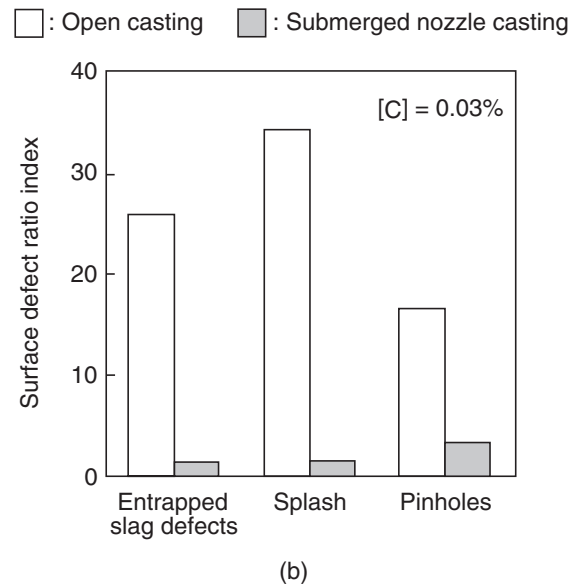 : Open casting : Submerged nozzle casting
40
[C] = 0.03%
30
Surface defect ratio index
20
10
0
Entrapped
slag defects
Splash
Pinholes
(b)